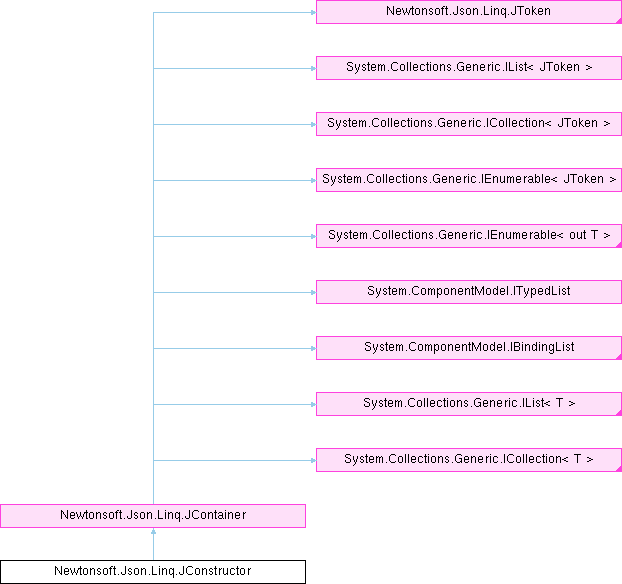 Newtonsoft.Json.Linq.JToken
System.Collections.Generic.IList< JToken >
System.Collections.Generic.ICollection< JToken >
System.Collections.Generic.IEnumerable< JToken >
System.Collections.Generic.IEnumerable< out T >
System.ComponentModel.ITypedList
System.ComponentModel.IBindingList
System.Collections.Generic.IList< T >
System.Collections.Generic.ICollection< T >
Newtonsoft.Json.Linq.JContainer
Newtonsoft.Json.Linq.JConstructor